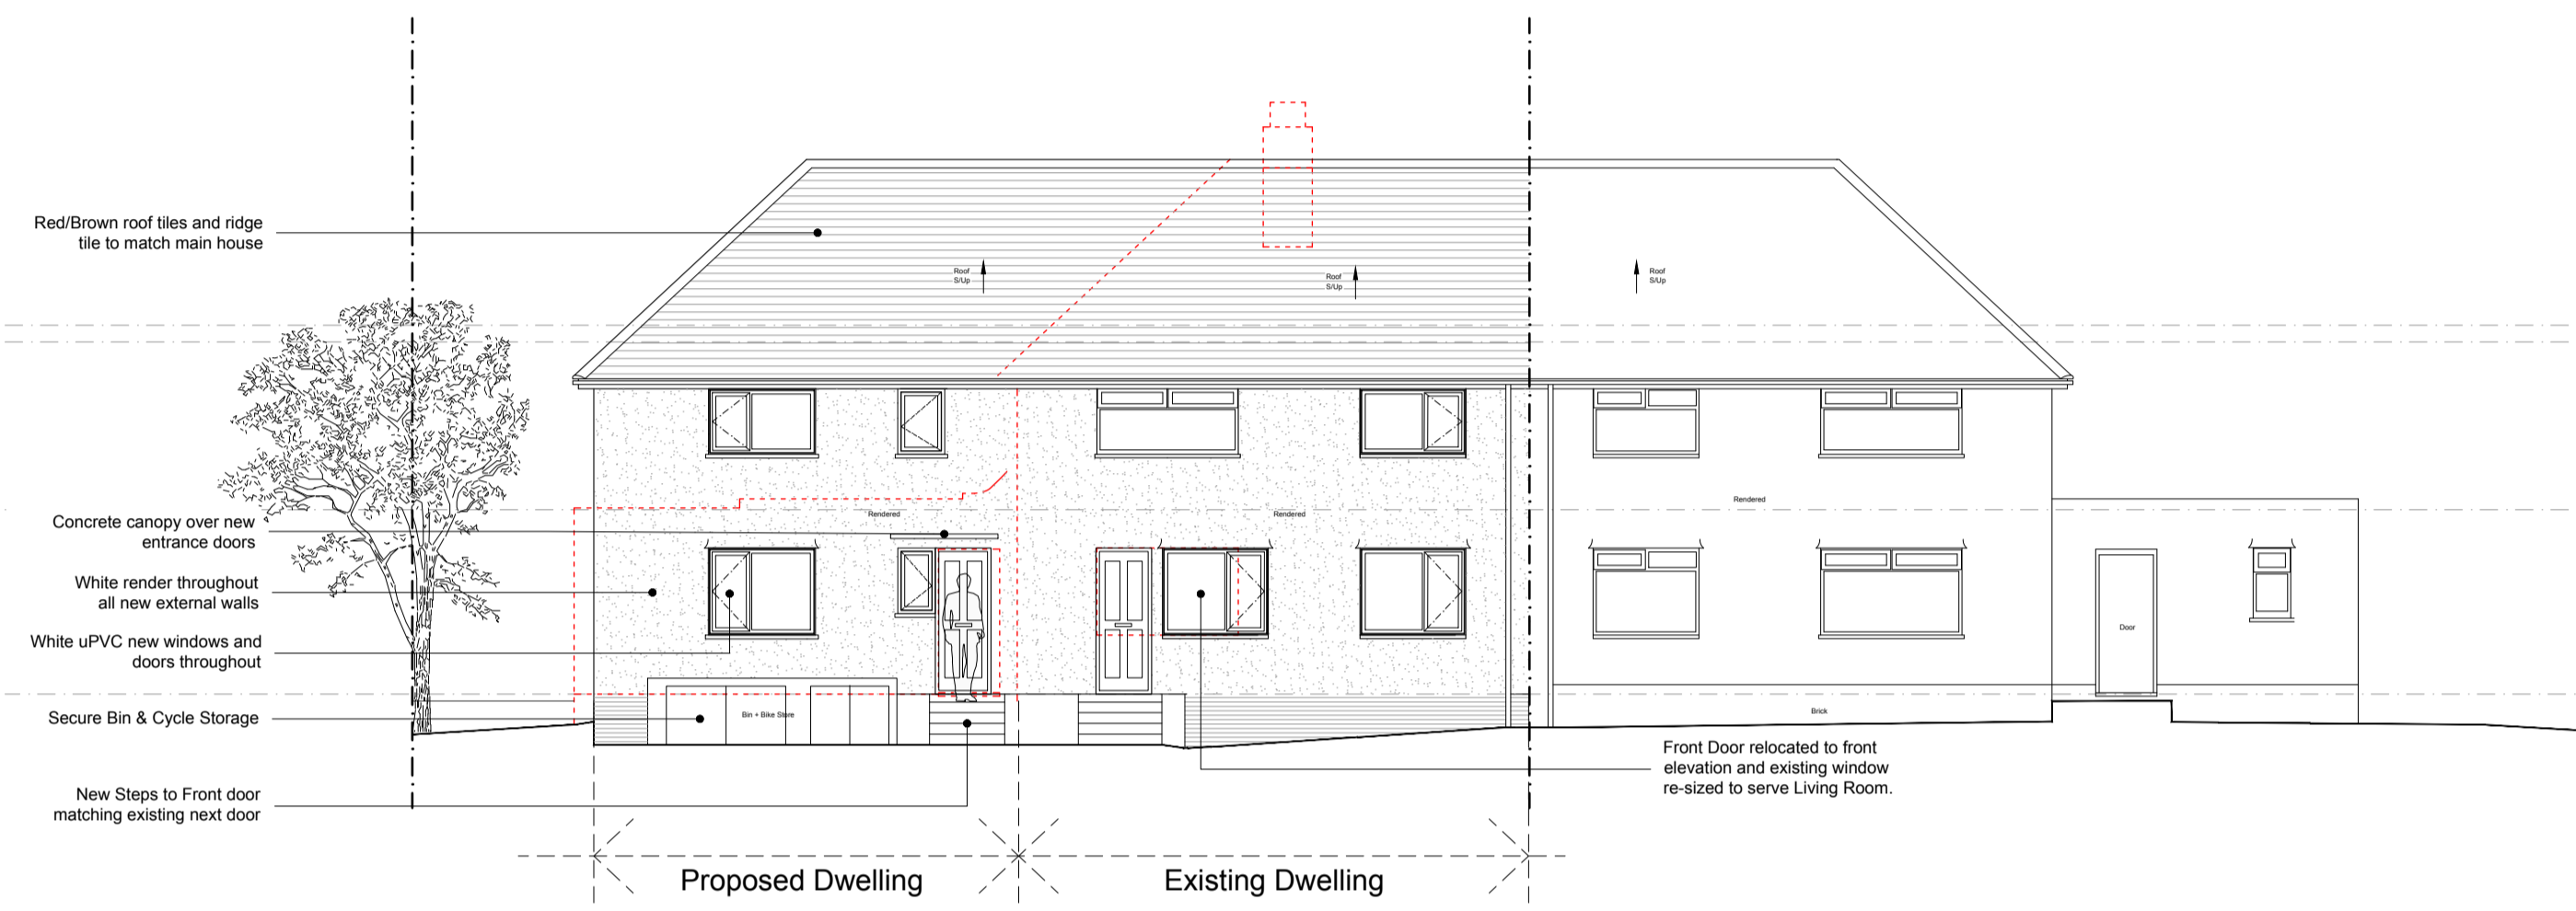 Red/Brown roof tiles and ridge
tile to match main house
Roof
S/Up
Roof
S/Up
Roof
S/Up
Concrete canopy over new
entrance doors
Rendered
Rendered
Rendered
White render throughout
all new external walls
White uPVC new windows and
doors throughout
Door
Secure Bin & Cycle Storage
Bin + Bike Store
Brick
New Steps to Front door
matching existing next door
Front Door relocated to front
elevation and existing window
re-sized to serve Living Room.
Proposed Dwelling
Existing Dwelling